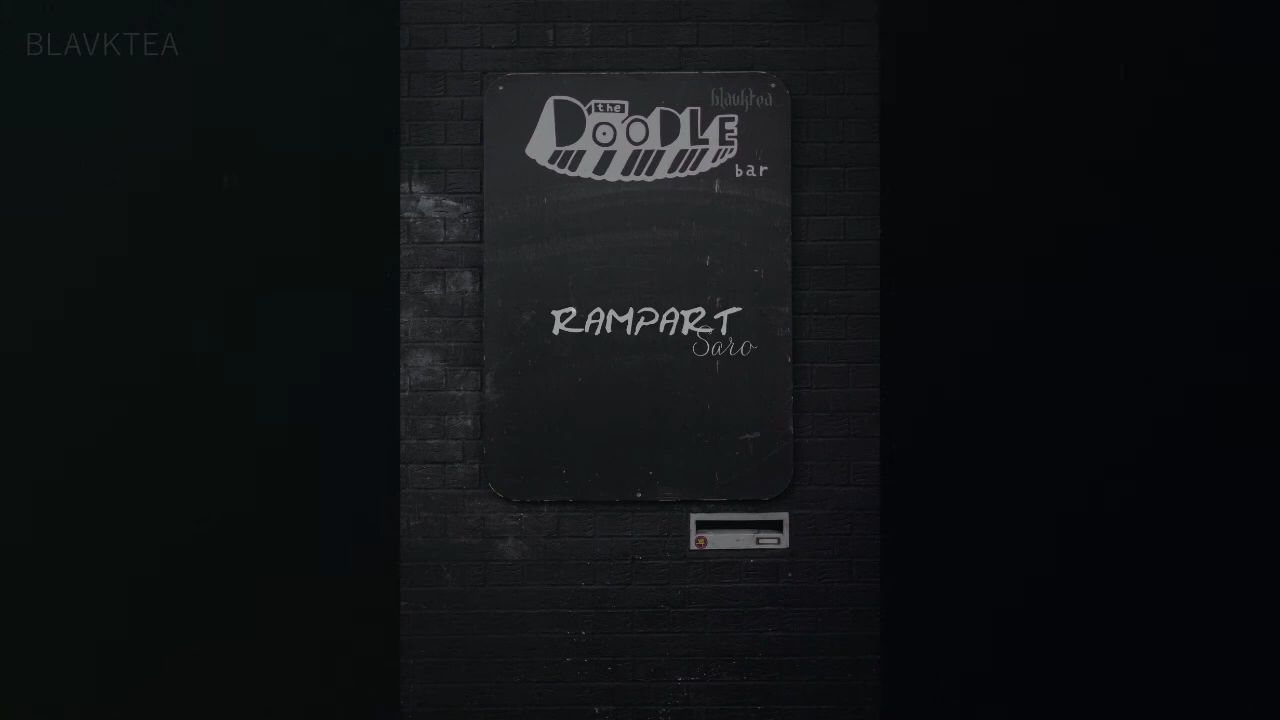 BLAVKTEA
blavktea
the
DOODLE
bar
RAMPART
Saro